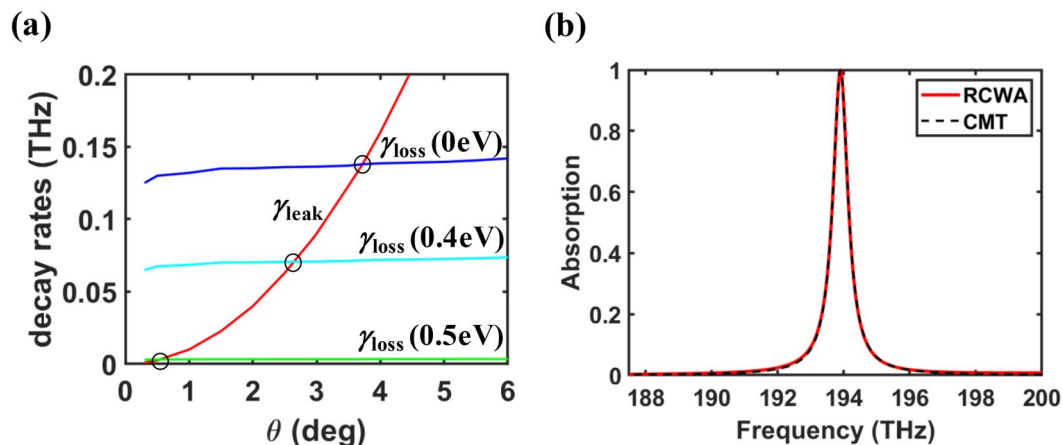 (a)
0.2
0.15
0.1
0.05
0
decay rates (THz)
γloss (0eV)
γleak
γloss (0.4eV)
γloss (0.5eV)
0 1 2 3 4 5 6
θ (deg)
(b)
1
0.8
0.6
0.4
0.2
0
Absorption
RCWA
CMT
188 190 192 194 196 198 200
Frequency (THz)